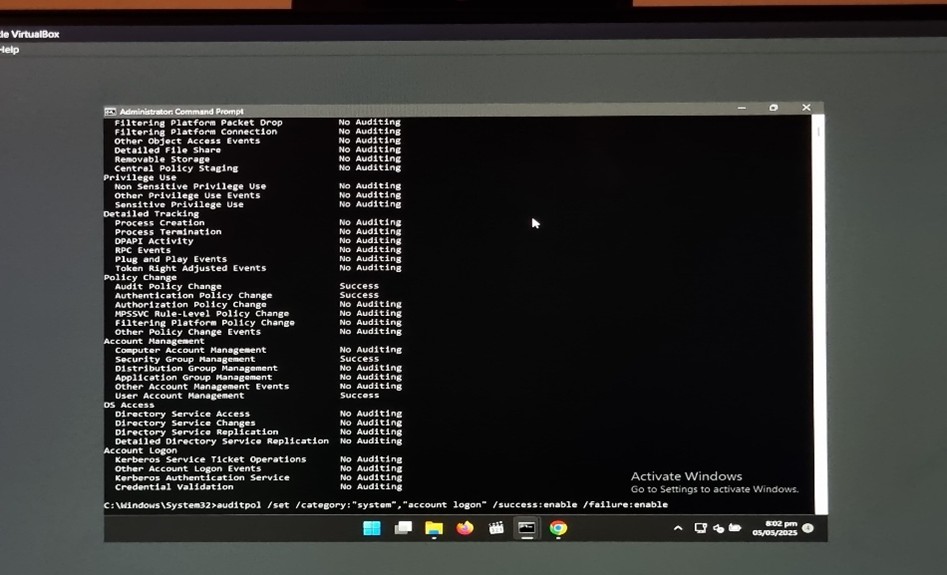 le VirtualBox
Help
Administrator: Command Prompt
Filtering Platform Packet Drop No Auditing
Filtering Platform Connection No Auditing
Other Object Access Events No Auditing
Detailed File Share No Auditing
Removable Storage No Auditing
Central Policy Staging No Auditing
Privilege Use
Non Sensitive Privilege Use No Auditing
Other Privilege Use Events No Auditing
Sensitive Privilege Use No Auditing
Detailed Tracking
Process Creation No Auditing
Process Termination No Auditing
DPAPI Activity No Auditing
RPC Events No Auditing
Plug and Play Events No Auditing
Token Right Adjusted Events No Auditing
Policy Change
Audit Policy Change Success
Authentication Policy Change Success
Authorization Policy Change No Auditing
MPSSVC Rule-Level Policy Change No Auditing
Filtering Platform Policy Change No Auditing
Other Policy Change Events No Auditing
Account Management
Computer Account Management No Auditing
Security Group Management Success
Distribution Group Management No Auditing
Application Group Management No Auditing
Other Account Management Events No Auditing
User Account Management Success
DS Access
Directory Service Access No Auditing
Directory Service Changes No Auditing
Directory Service Replication No Auditing
Detailed Directory Service Replication No Auditing
Account Logon
Kerberos Service Ticket Operations No Auditing
Other Account Logon Events No Auditing
Kerberos Authentication Service No Auditing
Credential Validation No Auditing
C:\Windows\System32>auditpol /set /category:"system","account logon" /success:enable /failure:enable
Activate Windows
Go to Settings to activate Windows.
8:02 pm
05/05/2025